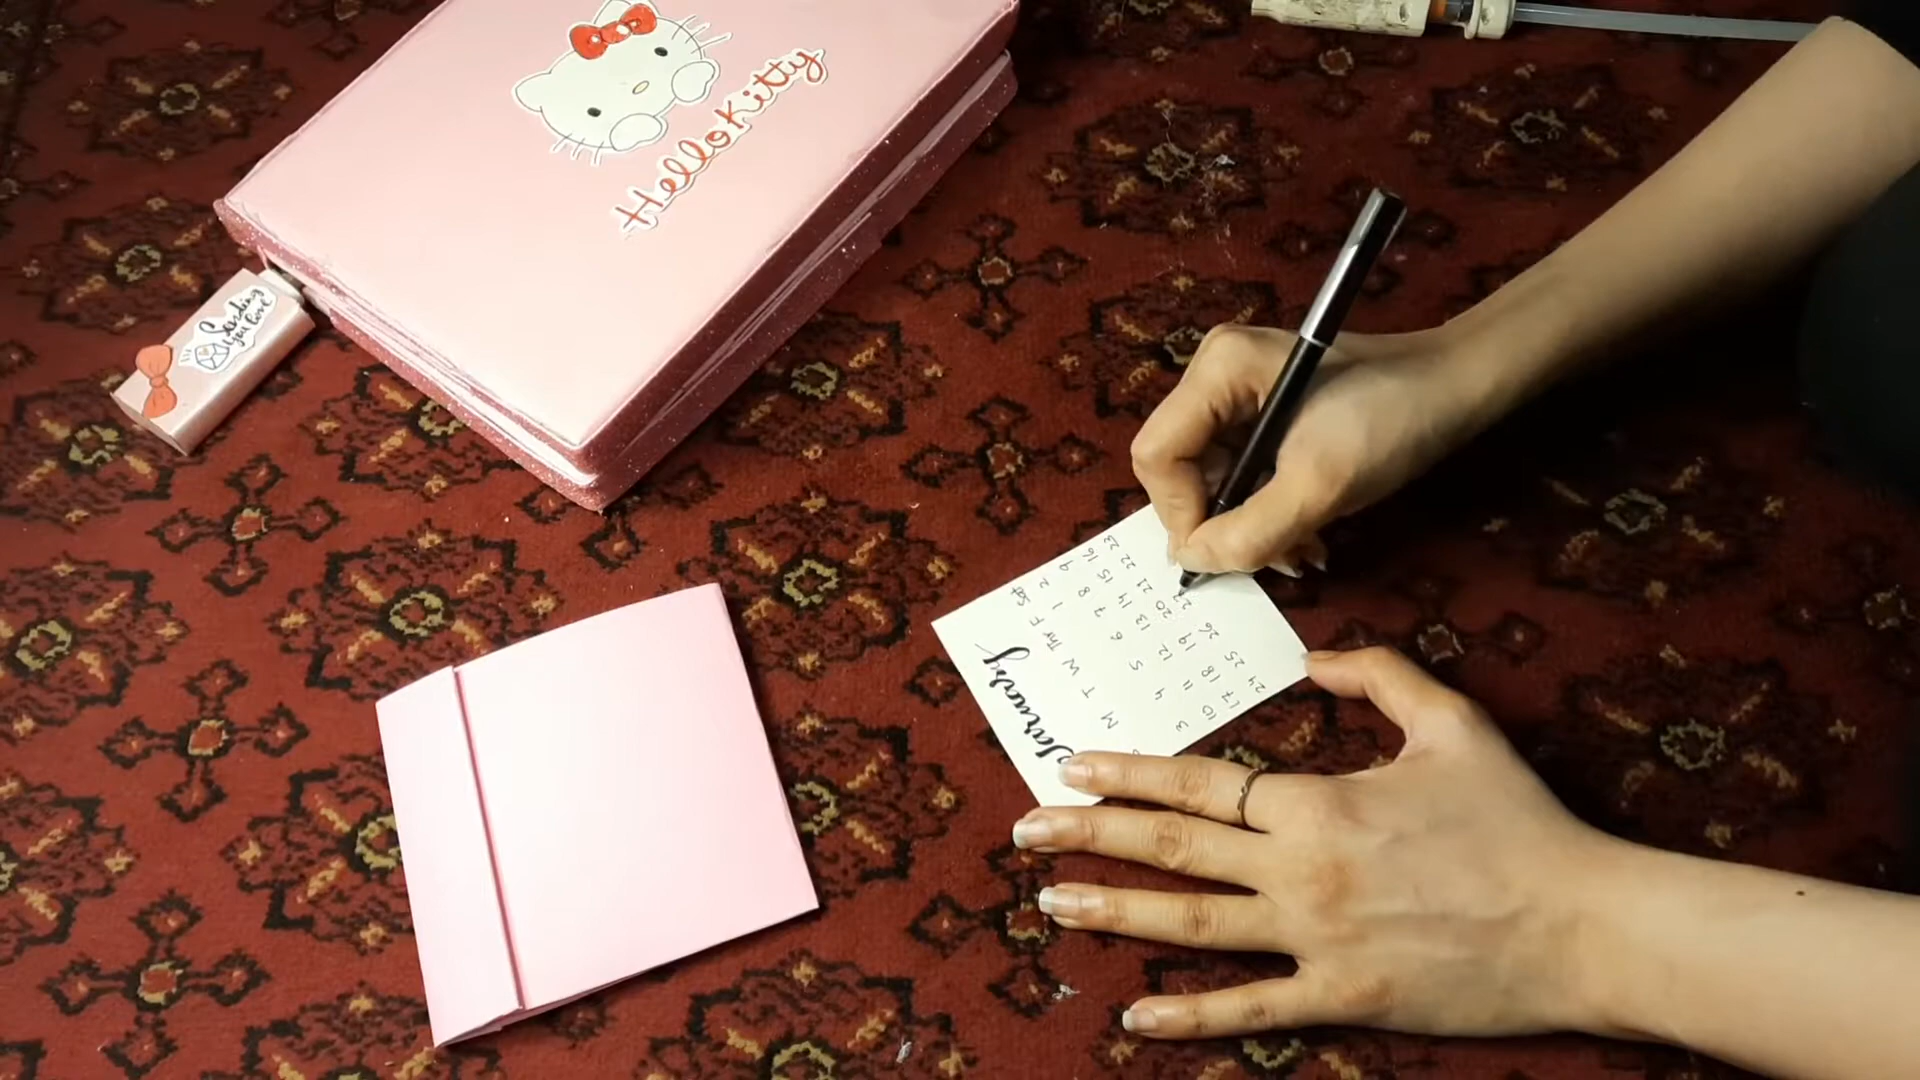 Hello Kitty
Sending
you love
January
M T W Thr F Sat
1 2
3 4 5 6 7 8 9
10 11 12 13 14 15 16
17 18 19 20 21 22 23
24 25 26 27